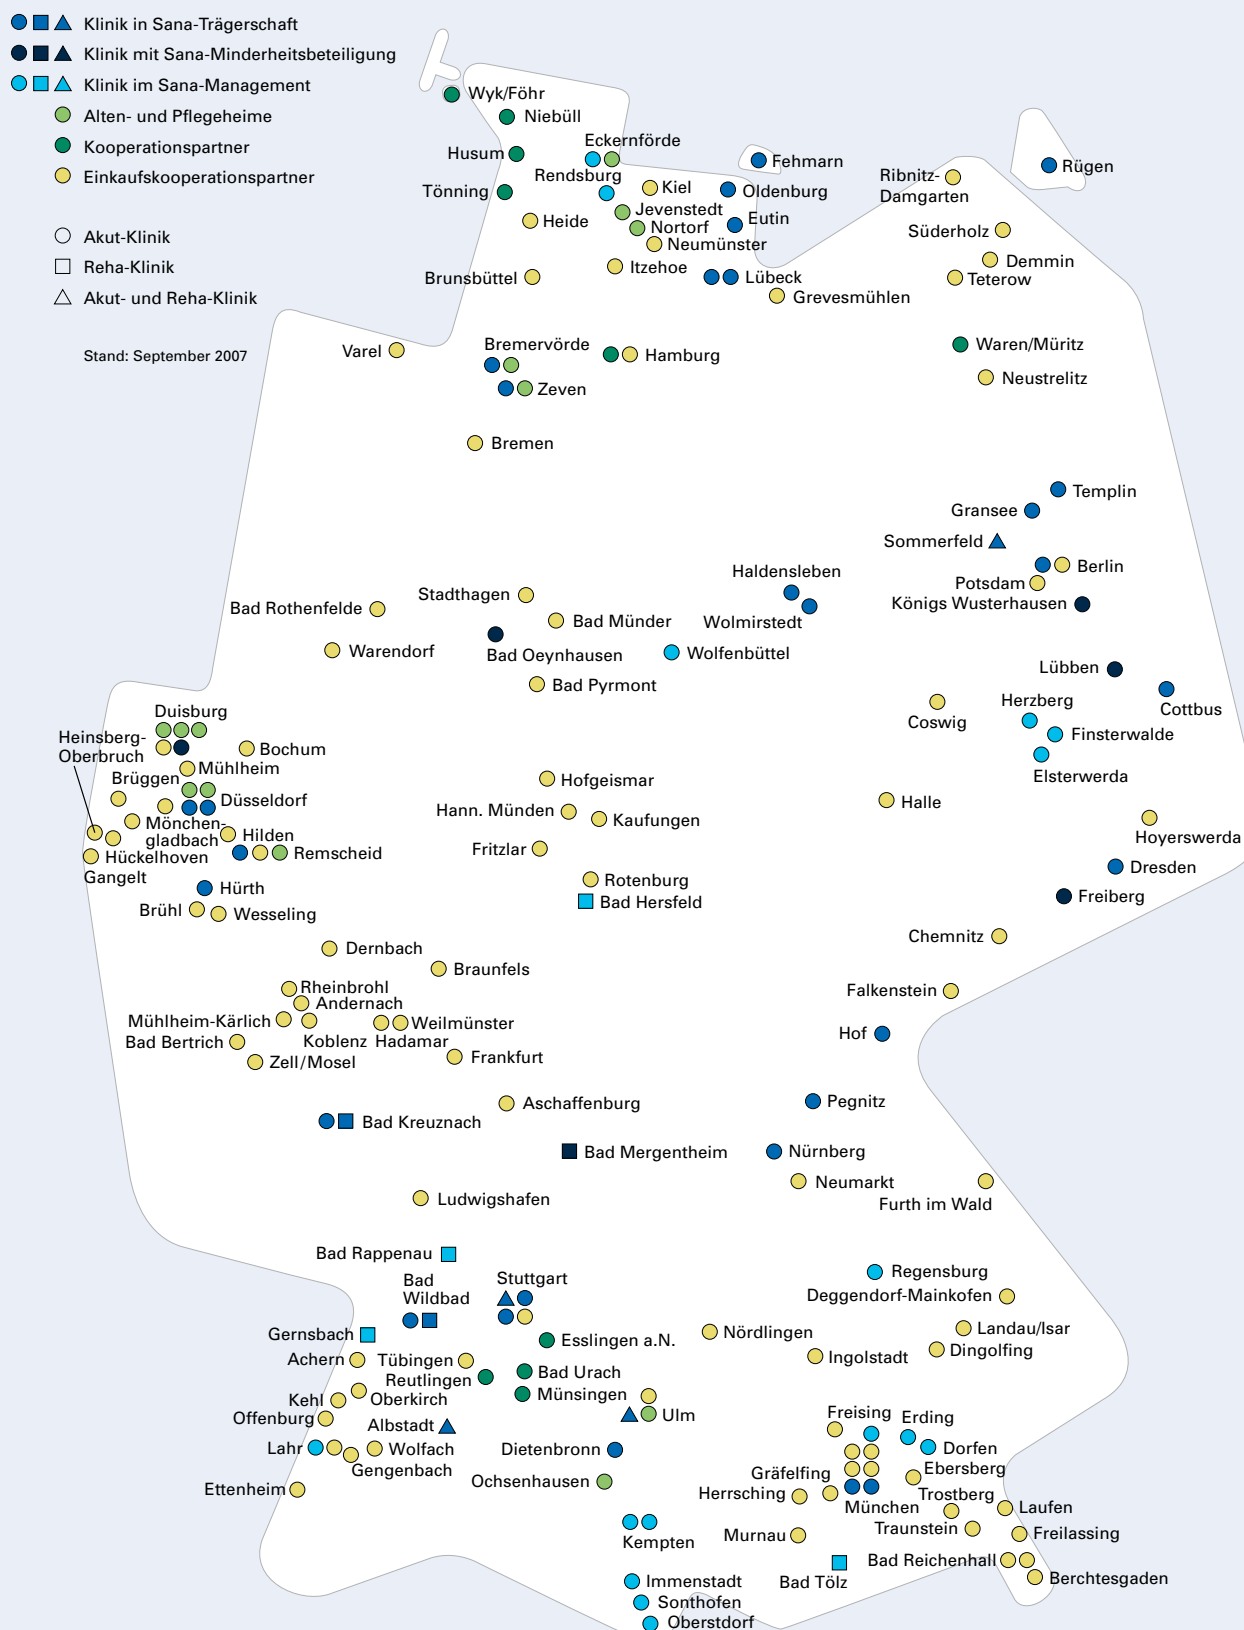 Klinik in Sana-Trägerschaft
Klinik mit Sana-Minderheitsbeteiligung
Klinik im Sana-Management
Alten- und Pflegeheime
Kooperationspartner
Einkaufskooperationspartner
Akut-Klinik
Reha-Klinik
Akut- und Reha-Klinik
Stand: September 2007
Wyk/Föhr
Niebüll
Eckernförde
Husum
Fehmarn
Rügen
Rendsburg
Ribnitz-
Damgarten
Tönning
Kiel
Oldenburg
Jevenstedt
Heide
Eutin
Nortorf
Süderholz
Neumünster
Demmin
Itzehoe
Brunsbüttel
Lübeck
Teterow
Grevesmühlen
Bremervörde
Waren/Müritz
Varel
Hamburg
Neustrelitz
Zeven
Bremen
Templin
Gransee
Sommerfeld
Haldensleben
Berlin
Potsdam
Stadthagen
Königs Wusterhausen
Bad Rothenfelde
Bad Münder
Wolmirstedt
Warendorf
Bad Oeynhausen
Wolfenbüttel
Lübben
Bad Pyrmont
Herzberg
Cottbus
Duisburg
Coswig
Heinsberg-
Oberbruch
Finsterwalde
Bochum
Mühlheim
Elsterwerda
Brüggen
Hofgeismar
Düsseldorf
Halle
Hann. Münden
Kaufungen
Mönchen-
gladbach
Hilden
Hoyerswerda
Fritzlar
Remscheid
Hückelhoven
Gangelt
Dresden
Rotenburg
Hürth
Freiberg
Bad Hersfeld
Brühl
Wesseling
Chemnitz
Dernbach
Braunfels
Rheinbrohl
Falkenstein
Andernach
Mühlheim-Kärlich
Weilmünster
Hof
Bad Bertrich
Koblenz
Hadamar
Frankfurt
Zell/Mosel
Pegnitz
Aschaffenburg
Bad Kreuznach
Bad Mergentheim
Nürnberg
Neumarkt
Ludwigshafen
Furth im Wald
Bad Rappenau
Regensburg
Bad
Wildbad
Stuttgart
Deggendorf-Mainkofen
Landau/Isar
Gernsbach
Nördlingen
Esslingen a.N.
Dingolfing
Ingolstadt
Achern
Tübingen
Bad Urach
Reutlingen
Münsingen
Kehl
Oberkirch
Freising
Erding
Offenburg
Ulm
Albstadt
Lahr
Wolfach
Dietenbronn
Dorfen
Gengenbach
Ebersberg
Gräfelfing
Ochsenhausen
Ettenheim
Herrsching
Trostberg
München
Laufen
Traunstein
Freilassing
Murnau
Kempten
Bad Reichenhall
Bad Tölz
Berchtesgaden
Immenstadt
Sonthofen
Oberstdorf